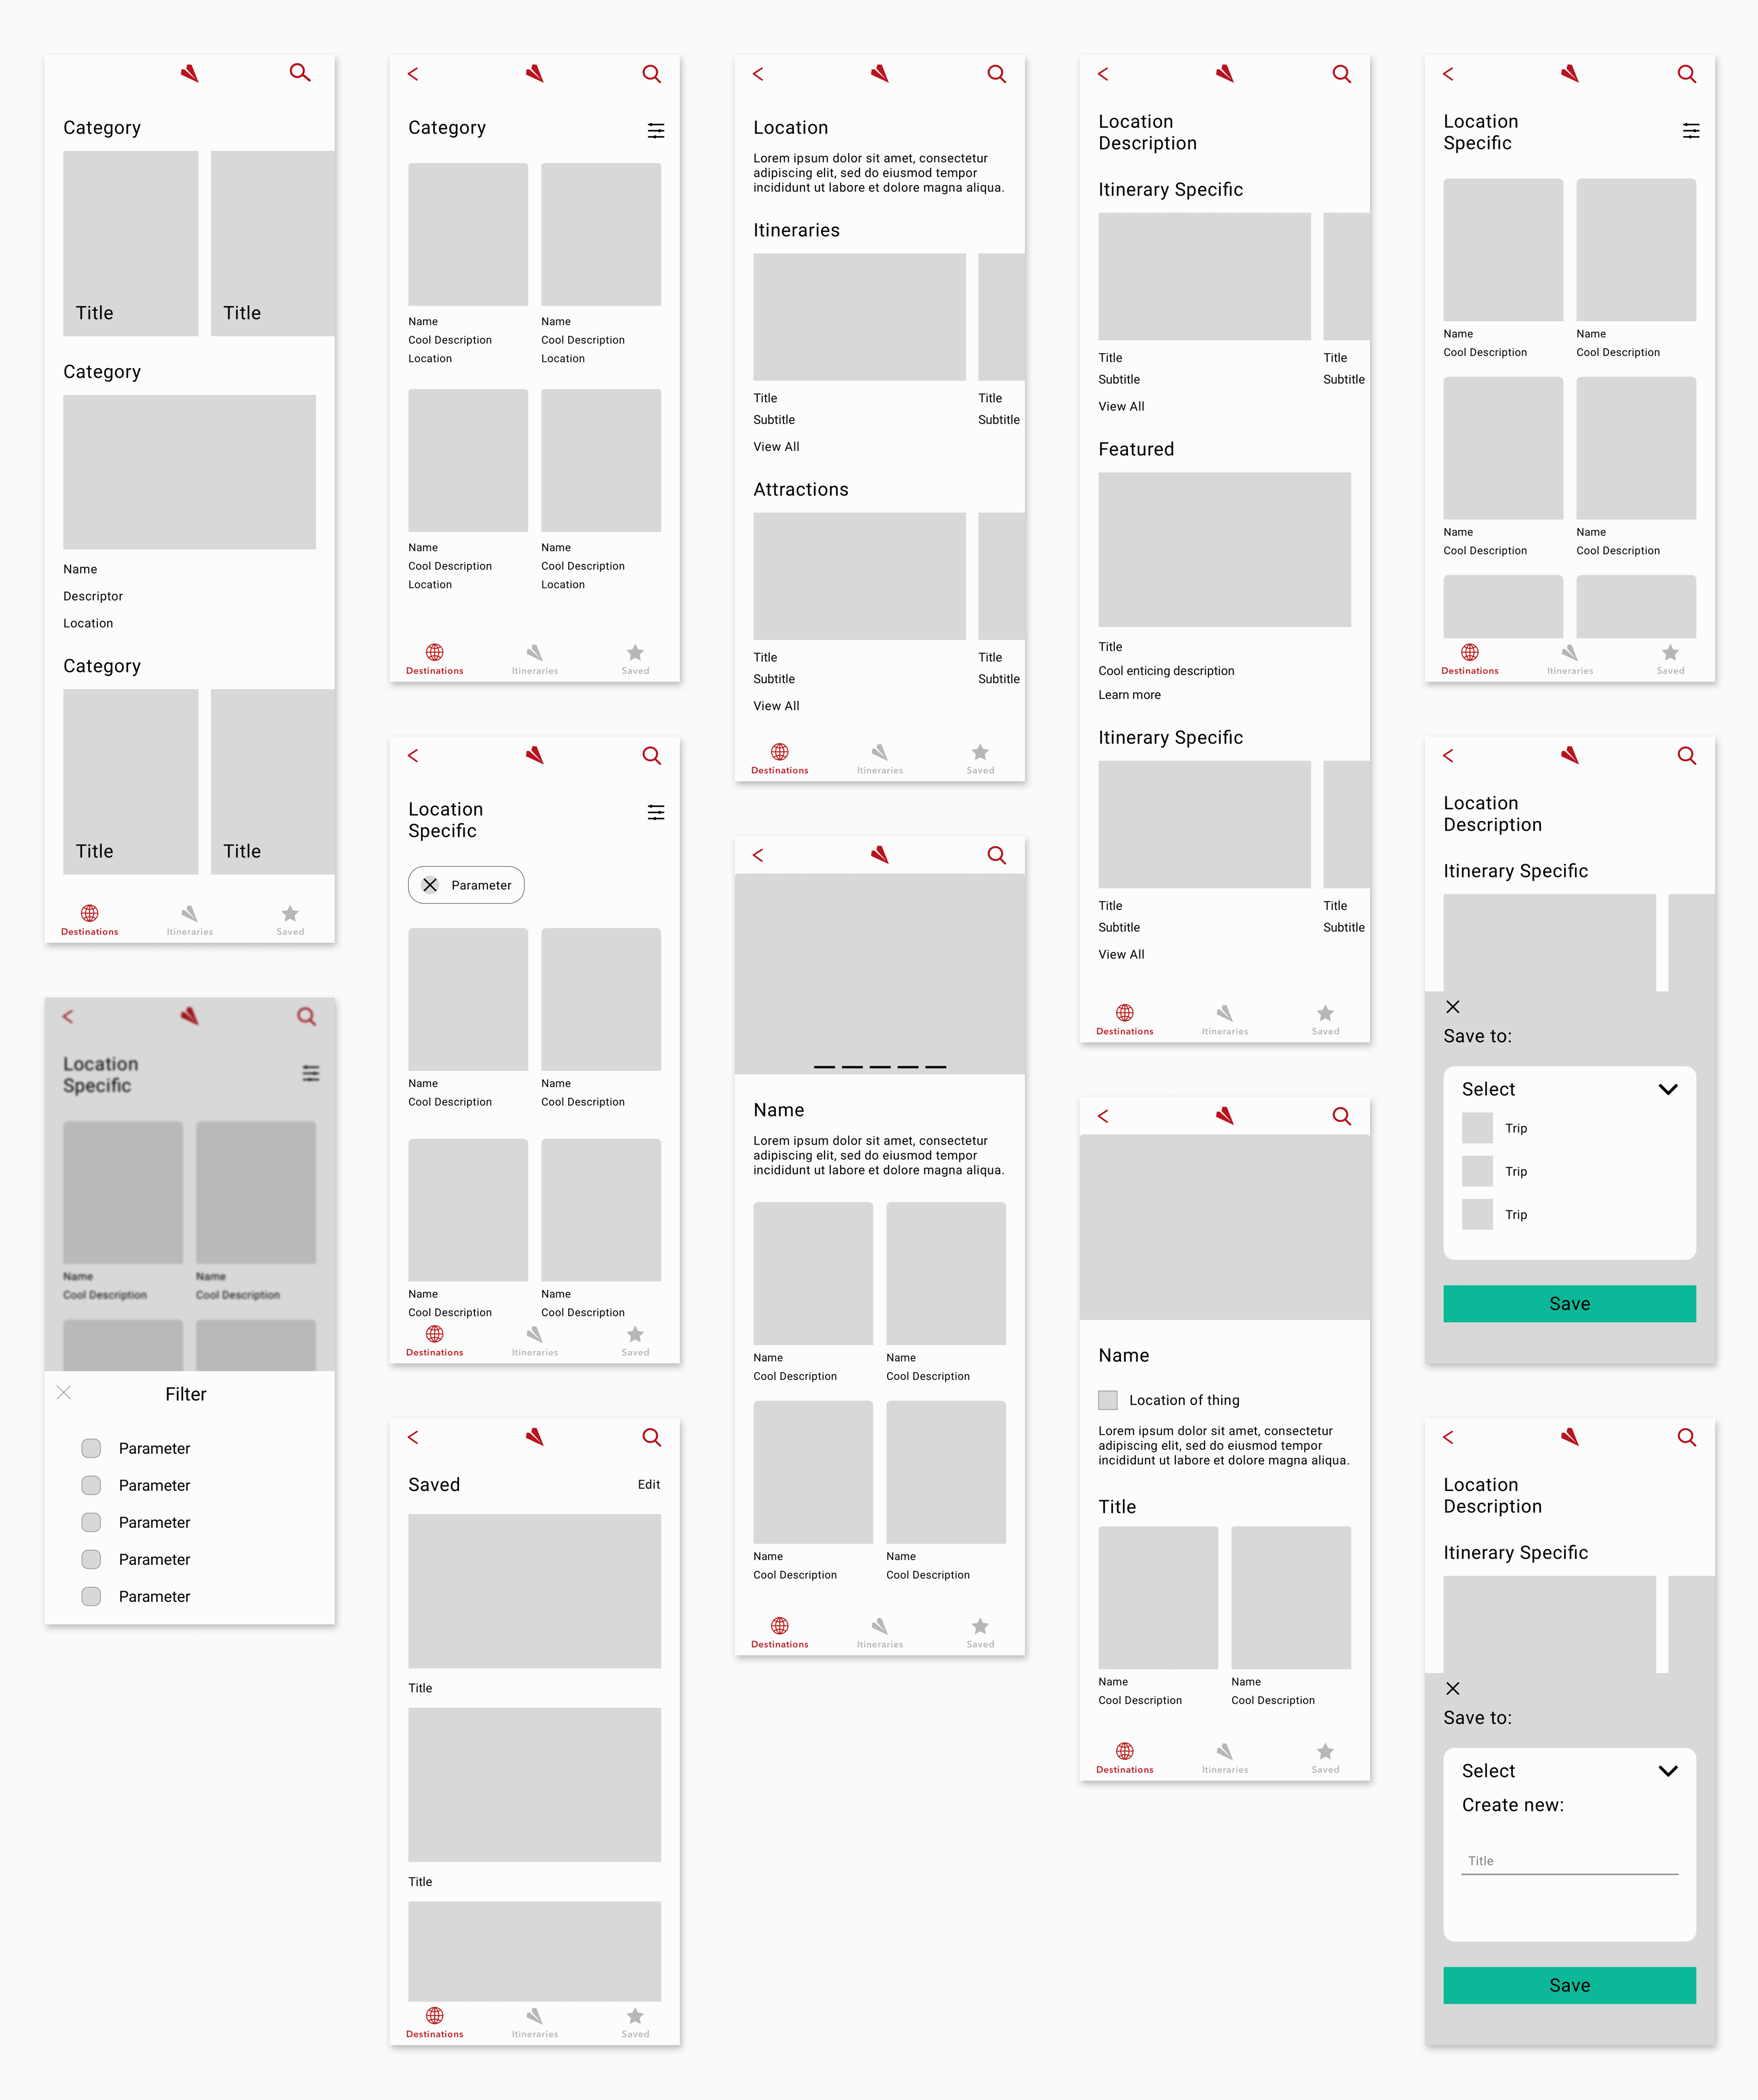 Category
Title
Title
Category
Name
Descriptor
Location
Category
Title
Title
Destinations
Itineraries
Saved
Location
Specific
Name
Name
Cool Description
Cool Description
Filter
Parameter
Parameter
Parameter
Parameter
Parameter
Category
Name
Name
Cool Description
Cool Description
Location
Location
Name
Name
Cool Description
Cool Description
Location
Location
Destinations
Itineraries
Saved
Location
Specific
Parameter
Name
Name
Cool Description
Cool Description
Name
Name
Cool Description
Cool Description
Destinations
Itineraries
Saved
Saved
Edit
Title
Title
Destinations
Itineraries
Saved
Location
Lorem ipsum dolor sit amet, consectetur
adipiscing elit, sed do eiusmod tempor
incididunt ut labore et dolore magna aliqua.
Itineraries
Title
Title
Subtitle
Subtitle
View All
Attractions
Title
Title
Subtitle
Subtitle
View All
Destinations
Itineraries
Saved
Name
Lorem ipsum dolor sit amet, consectetur
adipiscing elit, sed do eiusmod tempor
incididunt ut labore et dolore magna aliqua.
Name
Name
Cool Description
Cool Description
Name
Name
Cool Description
Cool Description
Destinations
Itineraries
Saved
Location
Description
Itinerary Specific
Title
Title
Subtitle
Subtitle
View All
Featured
Title
Cool enticing description
Learn more
Itinerary Specific
Title
Title
Subtitle
Subtitle
View All
Destinations
Itineraries
Saved
Name
Location of thing
Lorem ipsum dolor sit amet, consectetur
adipiscing elit, sed do eiusmod tempor
incididunt ut labore et dolore magna aliqua.
Title
Name
Name
Cool Description
Cool Description
Destinations
Itineraries
Saved
Location
Specific
Name
Name
Cool Description
Cool Description
Name
Name
Cool Description
Cool Description
Destinations
Itineraries
Saved
Location
Description
Itinerary Specific
Save to:
Select
Trip
Trip
Trip
Save
Location
Description
Itinerary Specific
Save to:
Select
Create new:
Title
Save